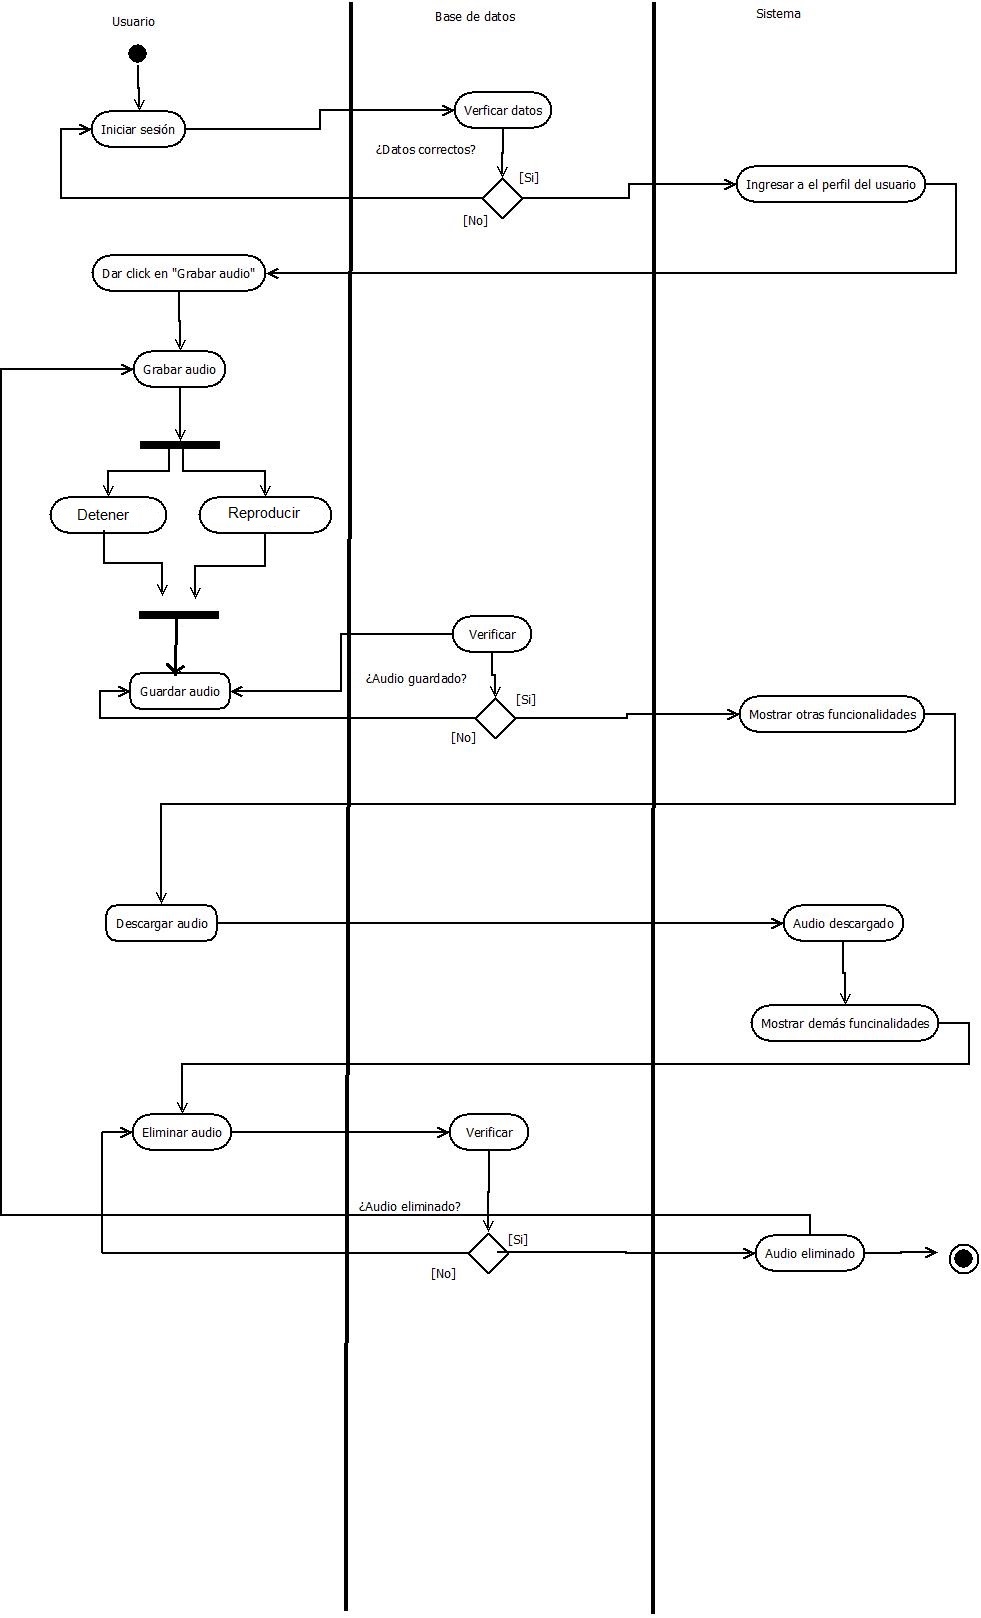 Usuario
Base de datos
Sistema
Iniciar sesión
Verficar datos
¿Datos correctos?
[Si]
[No]
Ingresar a el perfil del usuario
Dar click en "Grabar audio"
Grabar audio
Detener
Reproducir
Verificar
¿Audio guardado?
Guardar audio
[Si]
[No]
Mostrar otras funcionalidades
Descargar audio
Audio descargado
Mostrar demás funcinalidades
Eliminar audio
Verificar
¿Audio eliminado?
[Si]
[No]
Audio eliminado